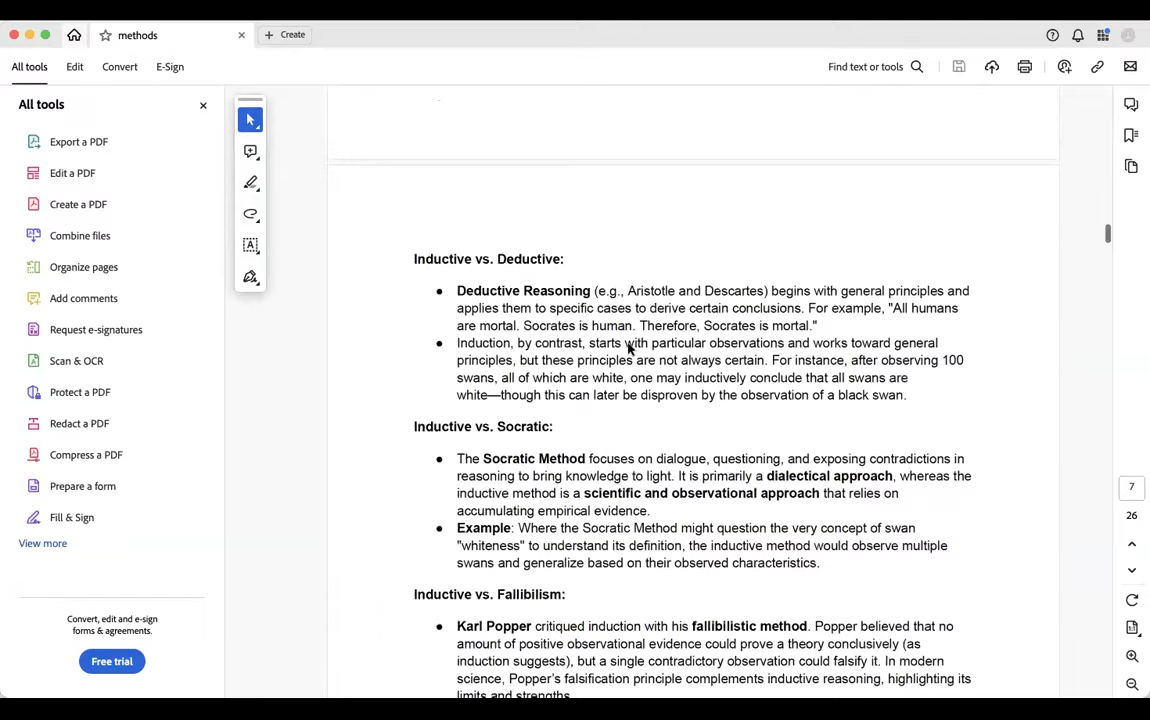 methods
Create
All tools
Edit
Convert
E-Sign
Find text or tools
All tools
Export a PDF
Edit a PDF
Create a PDF
Combine files
Organize pages
Add comments
Request e-signatures
Scan & OCR
Protect a PDF
Redact a PDF
Compress a PDF
Prepare a form
Fill & Sign
View more
Convert, edit and e-sign
forms & agreements.
Free trial
Inductive vs. Deductive:
● Deductive Reasoning (e.g., Aristotle and Descartes) begins with general principles and
applies them to specific cases to derive certain conclusions. For example, "All humans
are mortal. Socrates is human. Therefore, Socrates is mortal."
● Induction, by contrast, starts with particular observations and works toward general
principles, but these principles are not always certain. For instance, after observing 100
swans, all of which are white, one may inductively conclude that all swans are
white—though this can later be disproven by the observation of a black swan.
Inductive vs. Socratic:
● The Socratic Method focuses on dialogue, questioning, and exposing contradictions in
reasoning to bring knowledge to light. It is primarily a dialectical approach, whereas the
inductive method is a scientific and observational approach that relies on
accumulating empirical evidence.
● Example: Where the Socratic Method might question the very concept of swan
"whiteness" to understand its definition, the inductive method would observe multiple
swans and generalize based on their observed characteristics.
Inductive vs. Fallibilism:
● Karl Popper critiqued induction with his fallibilistic method. Popper believed that no
amount of positive observational evidence could prove a theory conclusively (as
induction suggests), but a single contradictory observation could falsify it. In modern
science, Popper's falsification principle complements inductive reasoning, highlighting its
limits and strengths.
7
26